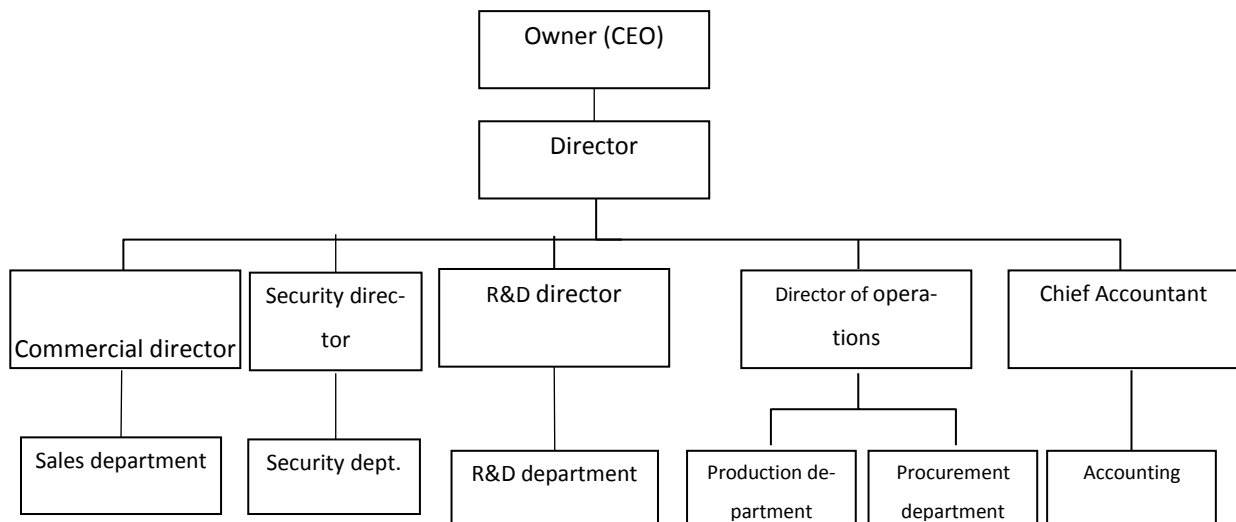 Owner (CEO)
Director
Commercial director
Security direc-
tor
R&D director
Director of opera-
tions
Chief Accountant
Sales department
Security dept.
R&D department
Production de-
partment
Procurement
department
Accounting